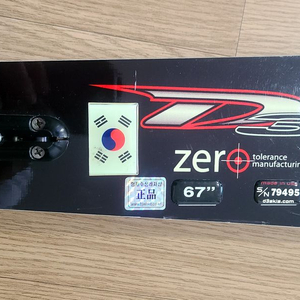 D3
zero tolerance
manufacturing
正品
67"
S/N 79495
d3skis.com